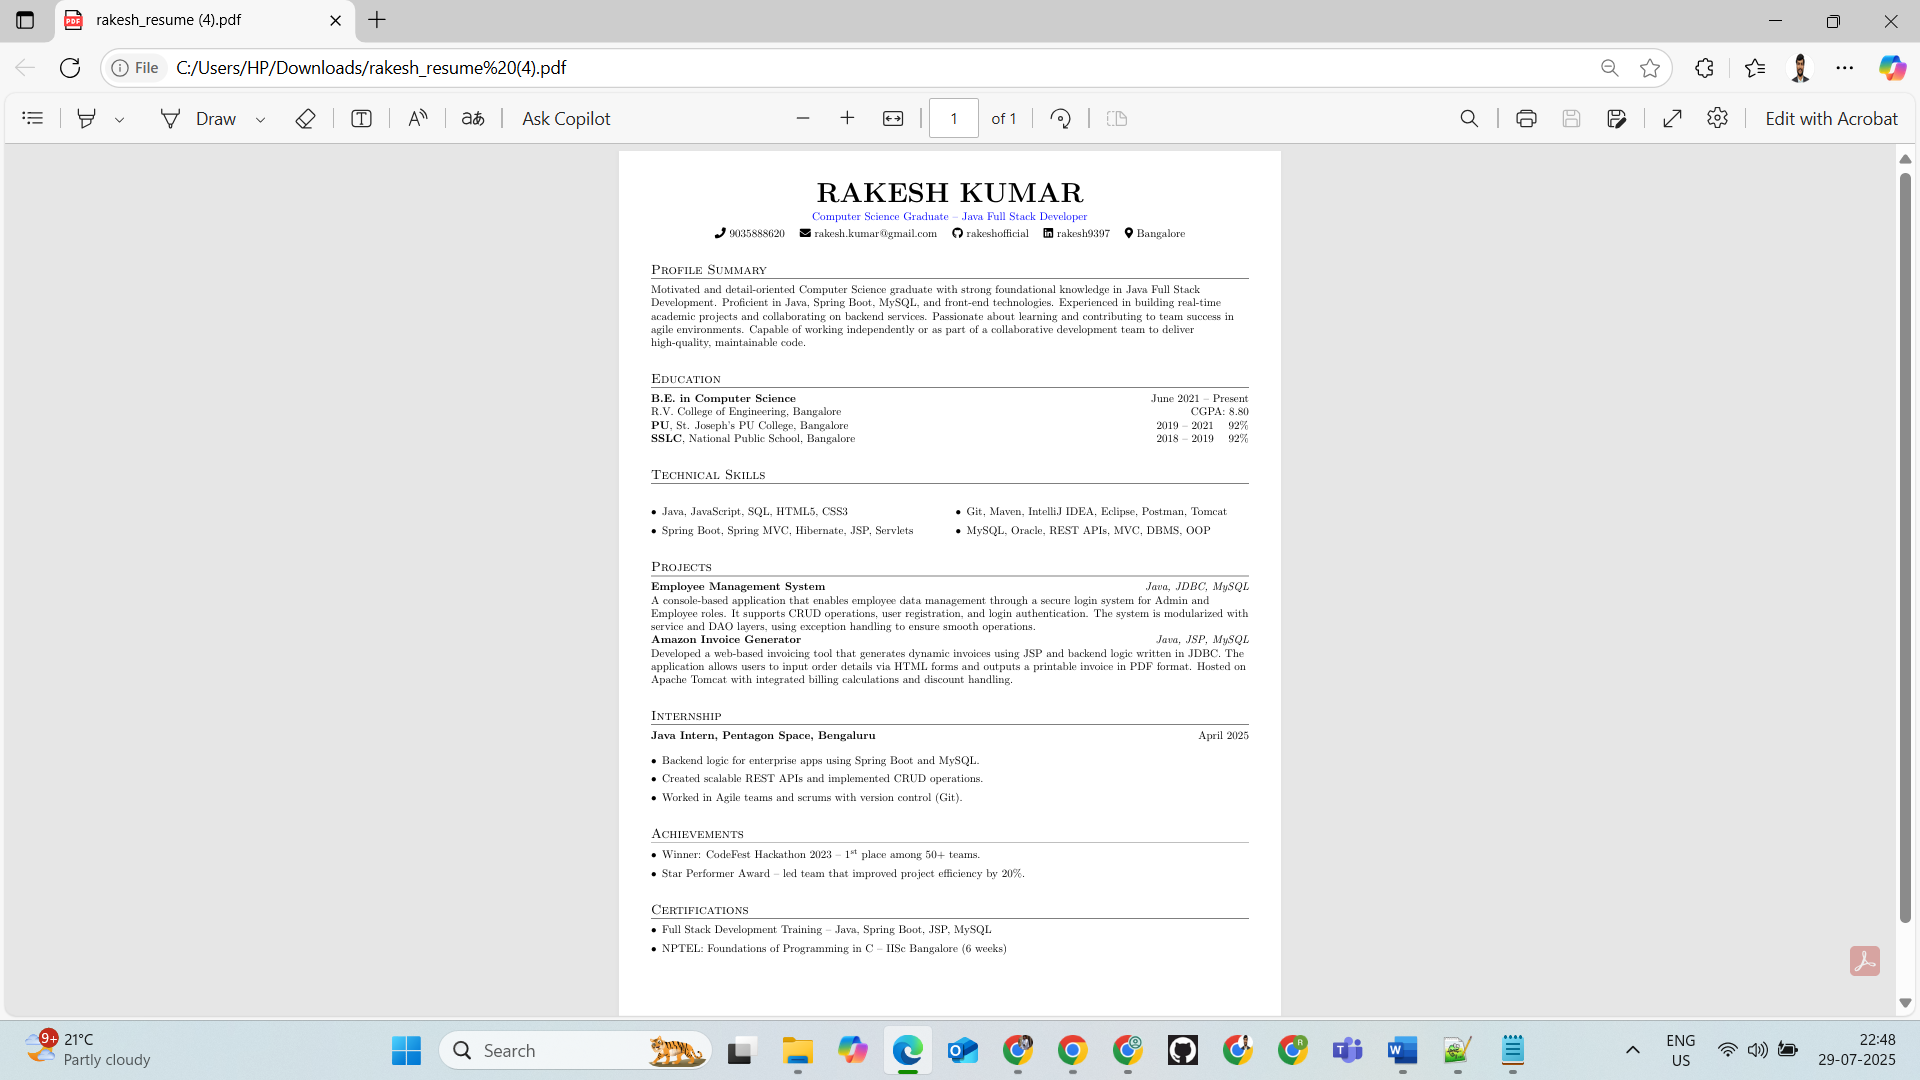 rakesh_resume (4).pdf
File
C:/Users/HP/Downloads/rakesh_resume%20(4).pdf
Draw
Ask Copilot
1
of 1
Edit with Acrobat
RAKESH KUMAR
Computer Science Graduate – Java Full Stack Developer
9035888620 rakesh.kumar@gmail.com rakeshofficial rakesh9397 Bangalore
Profile Summary
Motivated and detail-oriented Computer Science graduate with strong foundational knowledge in Java Full Stack
Development. Proficient in Java, Spring Boot, MySQL, and front-end technologies. Experienced in building real-time
academic projects and collaborating on backend services. Passionate about learning and contributing to team success in
agile environments. Capable of working independently or as part of a collaborative development team to deliver
high-quality, maintainable code.
Education
B.E. in Computer Science June 2021 – Present
R.V. College of Engineering, Bangalore CGPA: 8.80
PU, St. Joseph's PU College, Bangalore 2019 – 2021 92%
SSLC, National Public School, Bangalore 2018 – 2019 92%
Technical Skills
• Java, JavaScript, SQL, HTML5, CSS3
• Spring Boot, Spring MVC, Hibernate, JSP, Servlets
• Git, Maven, IntelliJ IDEA, Eclipse, Postman, Tomcat
• MySQL, Oracle, REST APIs, MVC, DBMS, OOP
Projects
Employee Management System Java, JDBC, MySQL
A console-based application that enables employee data management through a secure login system for Admin and
Employee roles. It supports CRUD operations, user registration, and login authentication. The system is modularized with
service and DAO layers, using exception handling to ensure smooth operations.
Amazon Invoice Generator Java, JSP, MySQL
Developed a web-based invoicing tool that generates dynamic invoices using JSP and backend logic written in JDBC. The
application allows users to input order details via HTML forms and outputs a printable invoice in PDF format. Hosted on
Apache Tomcat with integrated billing calculations and discount handling.
Internship
Java Intern, Pentagon Space, Bengaluru April 2025
• Backend logic for enterprise apps using Spring Boot and MySQL.
• Created scalable REST APIs and implemented CRUD operations.
• Worked in Agile teams and scrums with version control (Git).
Achievements
• Winner: CodeFest Hackathon 2023 – 1st place among 50+ teams.
• Star Performer Award – led team that improved project efficiency by 20%.
Certifications
• Full Stack Development Training – Java, Spring Boot, JSP, MySQL
• NPTEL: Foundations of Programming in C – IISc Bangalore (6 weeks)
9+
21°C
Partly cloudy
Search
ENG
US
22:48
29-07-2025